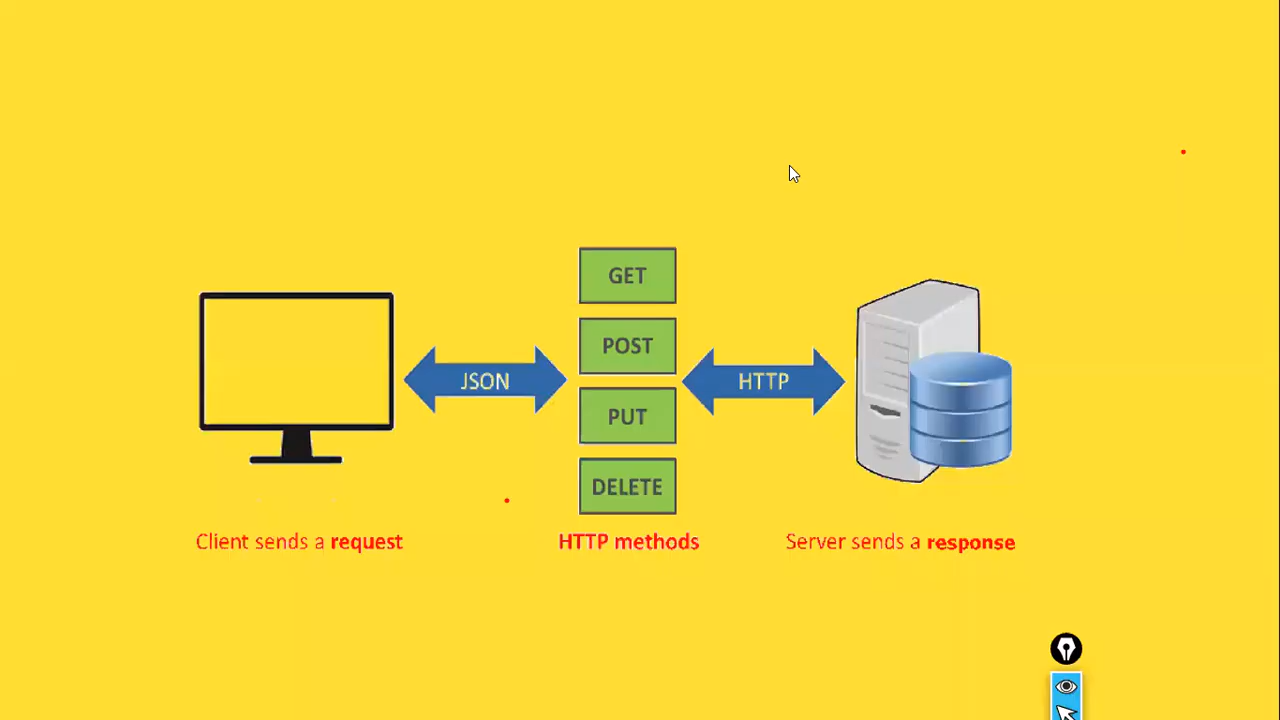 GET
POST
JSON
HTTP
PUT
DELETE
Client sends a request
HTTP methods
Server sends a response